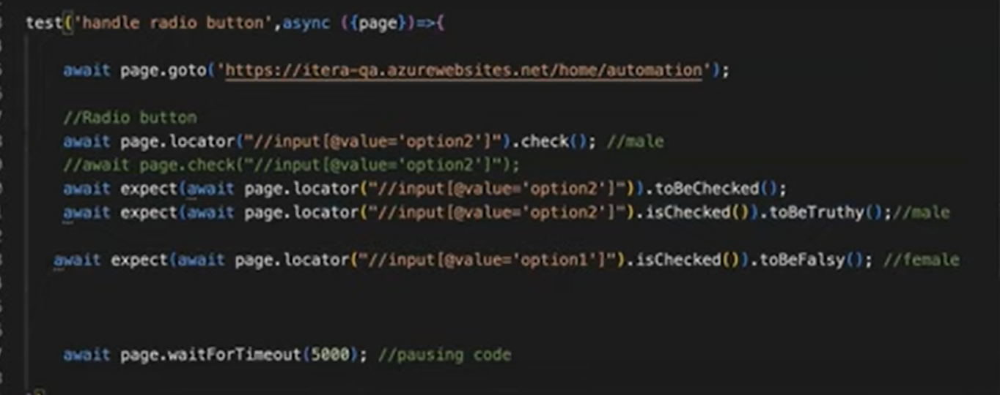 test('handle radio button',async ({page})=>{
await page.goto('https://itera-qa.azurewebsites.net/home/automation');
//Radio button
await page.locator("//input[@value='option2']").check(); //male
//await page.check("//input[@value='option2']");
await expect(await page.locator("//input[@value='option2']")).toBeChecked();
await expect(await page.locator("//input[@value='option2']").isChecked()).toBeTruthy();//male
await expect(await page.locator("//input[@value='option1']").isChecked()).toBeFalsy(); //female
await page.waitForTimeout(5000); //pausing code